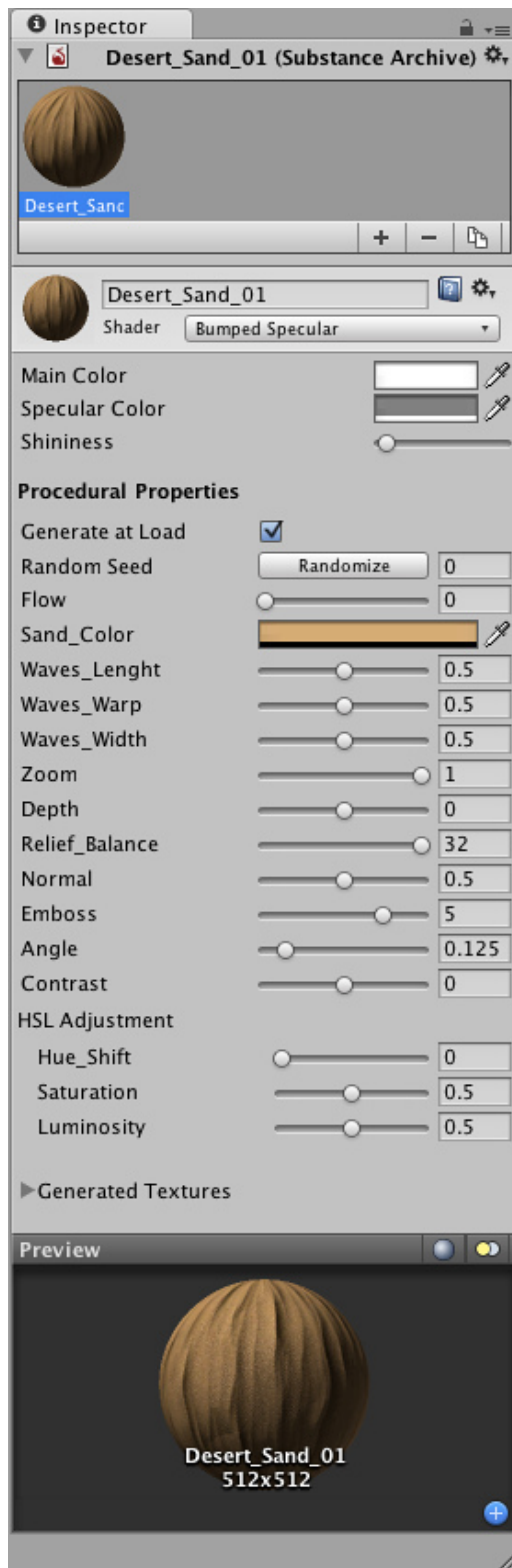 Inspector
Desert_Sand_01 (Substance Archive)
Desert_Sanc
Desert_Sand_01
Shader Bumped Specular
Main Color
Specular Color
Shininess
Procedural Properties
Generate at Load
Random Seed Randomize 0
Flow 0
Sand_Color
Waves_Lenght 0.5
Waves_Warp 0.5
Waves_Width 0.5
Zoom 1
Depth 0
Relief_Balance 32
Normal 0.5
Emboss 5
Angle 0.125
Contrast 0
HSL Adjustment
Hue_Shift 0
Saturation 0.5
Luminosity 0.5
Generated Textures
Preview
Desert_Sand_01
512x512